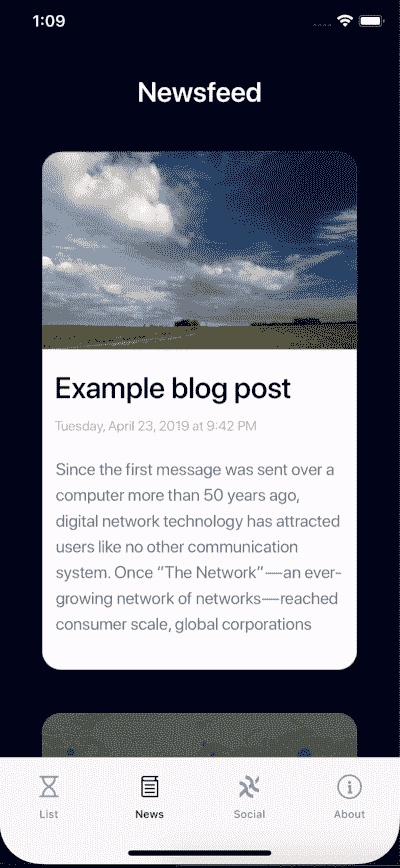 1:09
Newsfeed
Example blog post
Tuesday, April 23, 2019 at 9:42 PM
Since the first message was sent over a
computer more than 50 years ago,
digital network technology has attracted
users like no other communication
system. Once “The Network”—an ever-
growing network of networks—reached
consumer scale, global corporations
List
News
Social
About